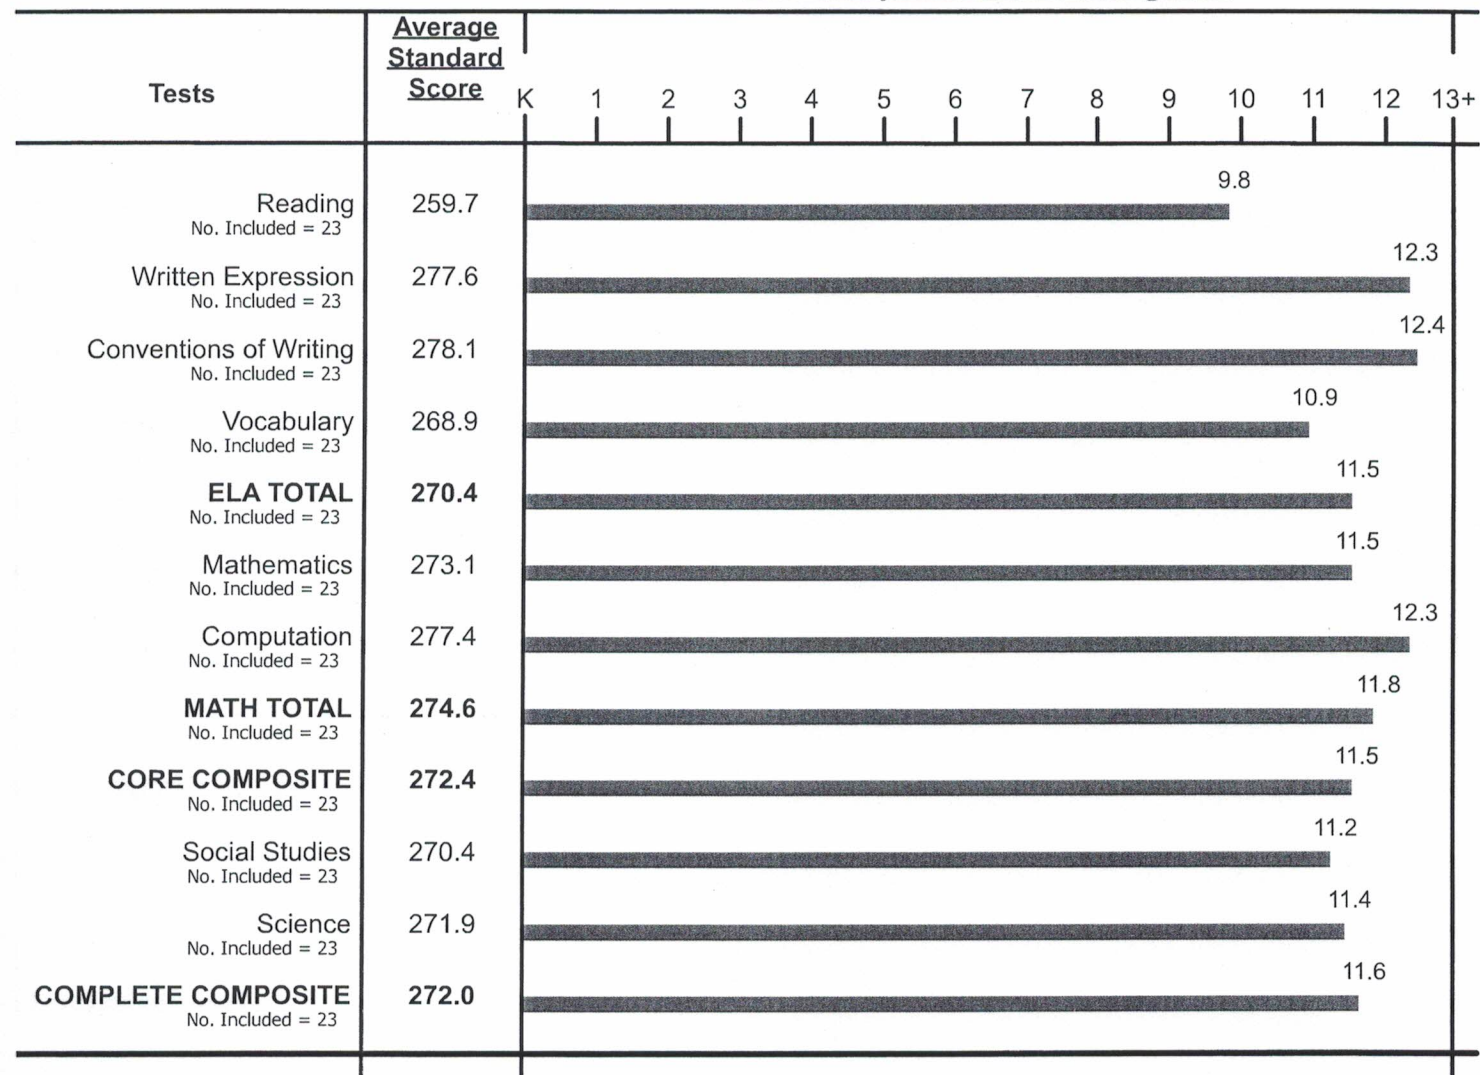 Average
Standard
Tests Score K 1 2 3 4 5 6 7 8 9 10 11 12 13+
9.8
Reading 259.7
No. Included = 23
12.3
Written Expression 277.6
No. Included = 23
12.4
Conventions of Writing 278.1
No. Included = 23
10.9
Vocabulary 268.9
No. Included = 23
11.5
ELA TOTAL 270.4
No. Included = 23
11.5
Mathematics 273.1
No. Included = 23
12.3
Computation 277.4
No. Included = 23
11.8
MATH TOTAL 274.6
No. Included = 23
11.5
CORE COMPOSITE 272.4
No. Included = 23
11.2
Social Studies 270.4
No. Included = 23
11.4
Science 271.9
No. Included = 23
11.6
COMPLETE COMPOSITE 272.0
No. Included = 23